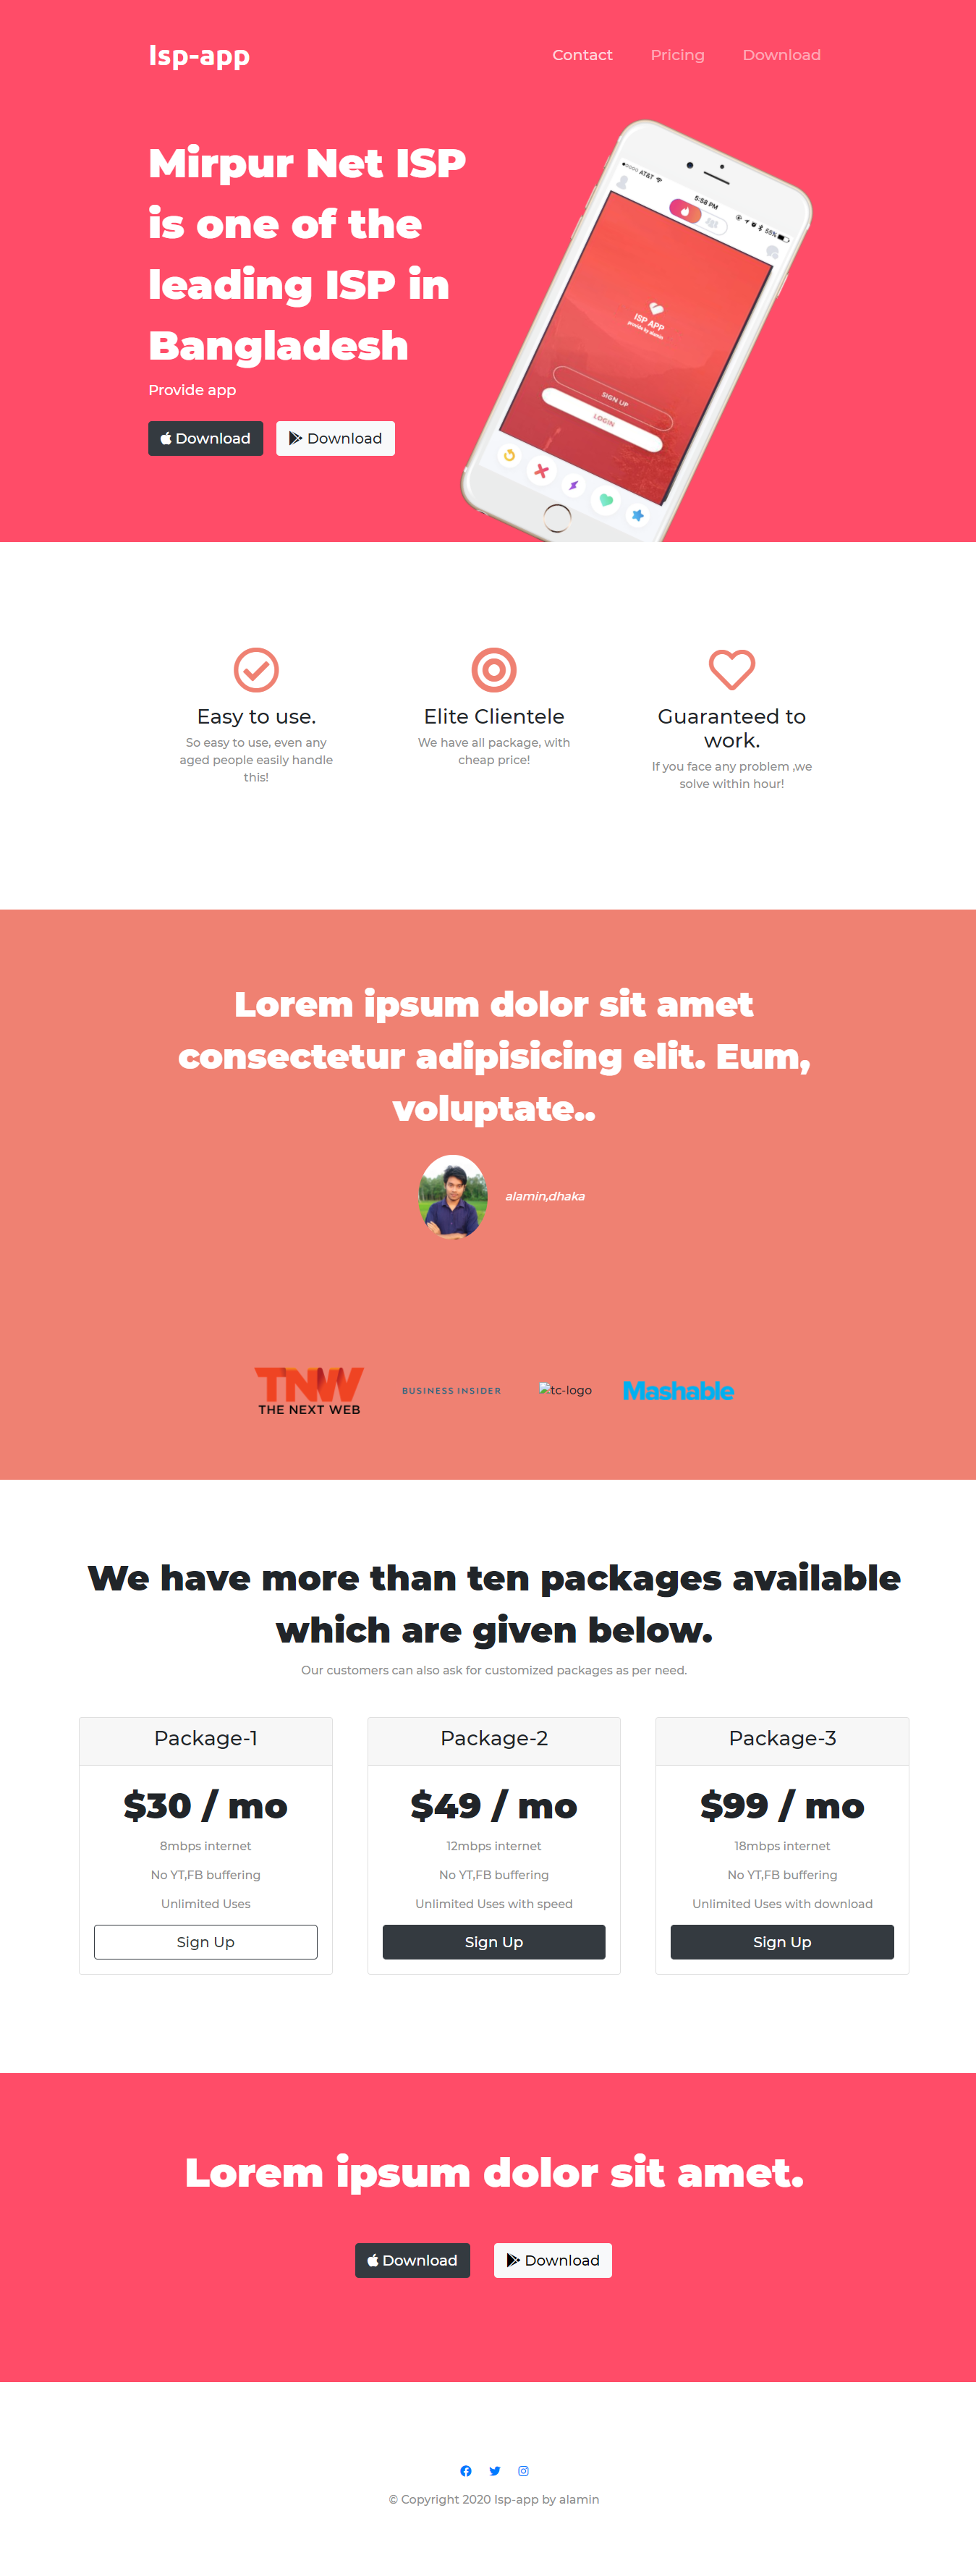 Isp-app
Contact
Pricing
Download
Mirpur Net ISP
is one of the
leading ISP in
Bangladesh
Provide app
Download
Download
AT&T
5:58 PM
55%
ISP APP
provide by alamin
SIGN UP
LOGIN
Easy to use.
So easy to use, even any
aged people easily handle
this!
Elite Clientele
We have all package, with
cheap price!
Guaranteed to
work.
If you face any problem ,we
solve within hour!
Lorem ipsum dolor sit amet
consectetur adipisicing elit. Eum,
voluptate..
alamin,dhaka
TNW
THE NEXT WEB
BUSINESS INSIDER
tc-logo
Mashable
We have more than ten packages available
which are given below.
Our customers can also ask for customized packages as per need.
Package-1
$30 / mo
8mbps internet
No YT,FB buffering
Unlimited Uses
Sign Up
Package-2
$49 / mo
12mbps internet
No YT,FB buffering
Unlimited Uses with speed
Sign Up
Package-3
$99 / mo
18mbps internet
No YT,FB buffering
Unlimited Uses with download
Sign Up
Lorem ipsum dolor sit amet.
Download
Download
© Copyright 2020 Isp-app by alamin